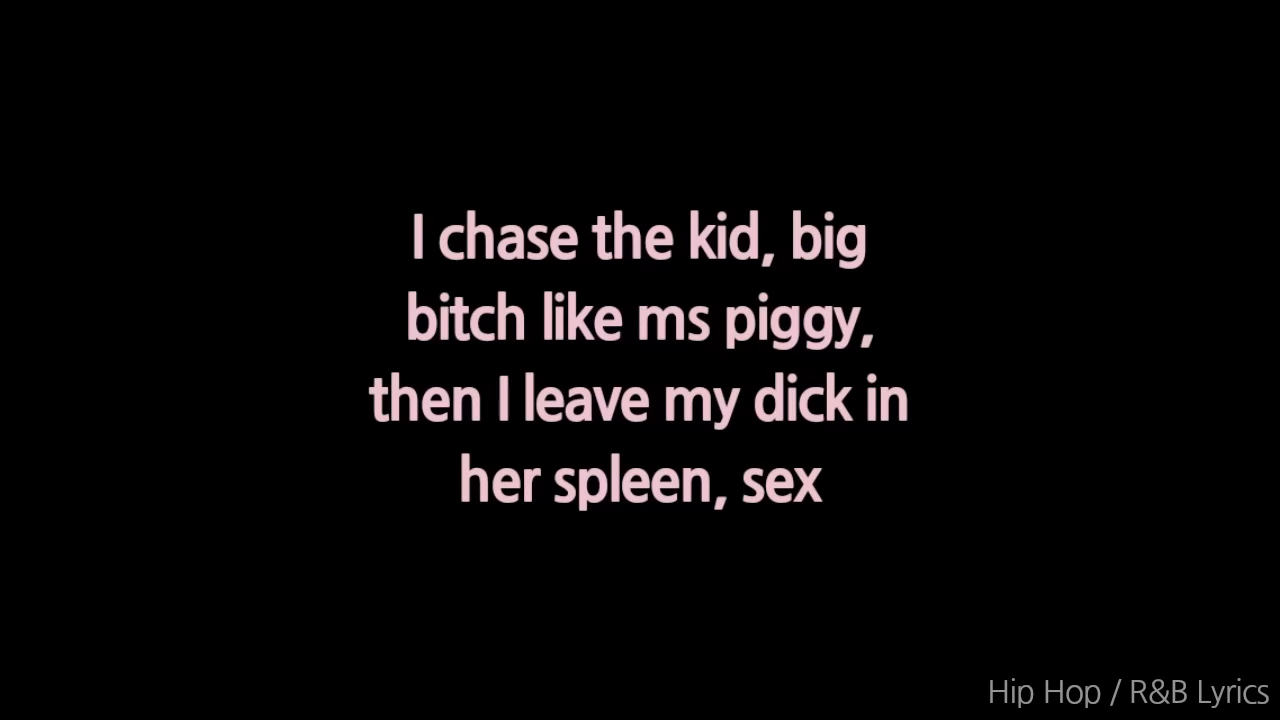 I chase the kid, big
bitch like ms piggy,
then I leave my dick in
her spleen, sex
Hip Hop / R&B Lyrics